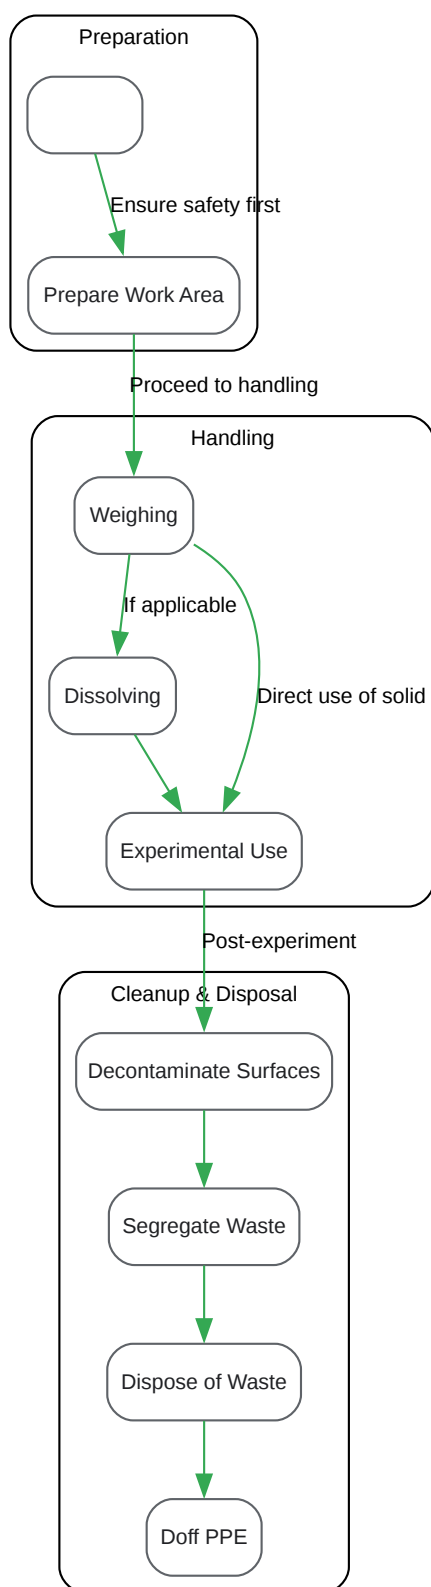 Preparation
Ensure safety first
Prepare Work Area
Proceed to handling
Handling
Weighing
If applicable
Dissolving
Direct use of solid
Experimental Use
Post-experiment
Cleanup & Disposal
Decontaminate Surfaces
Segregate Waste
Dispose of Waste
Doff PPE